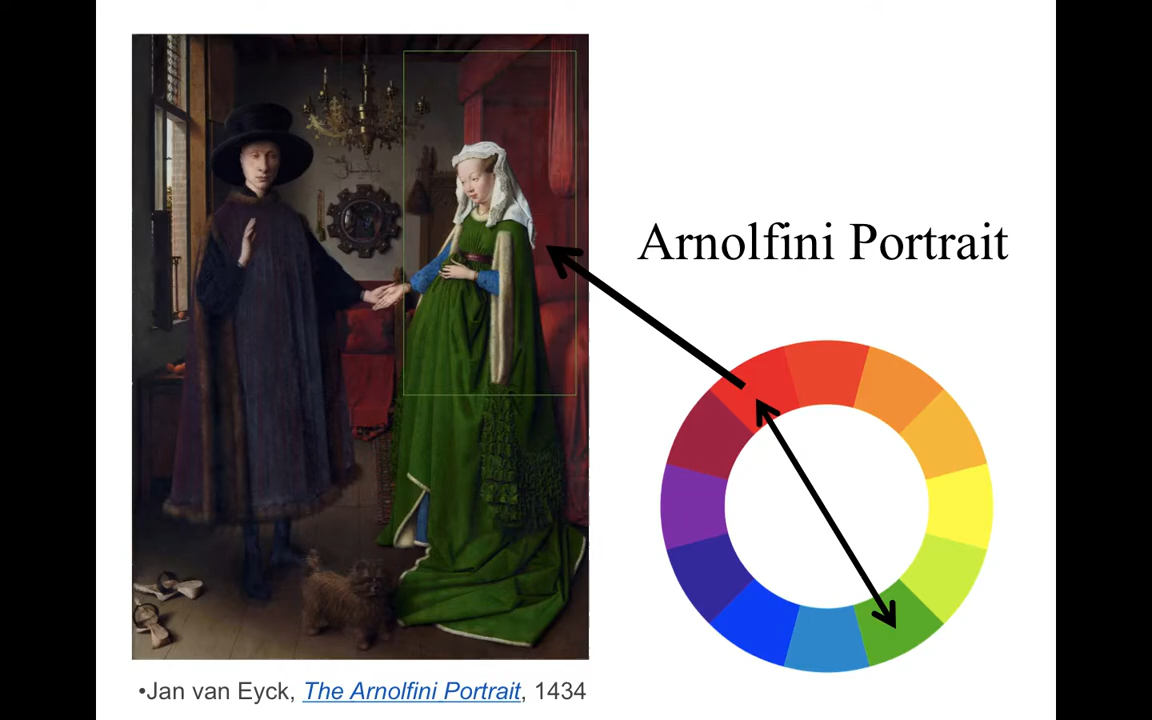 Arnolfini Portrait
•Jan van Eyck, The Arnolfini Portrait, 1434